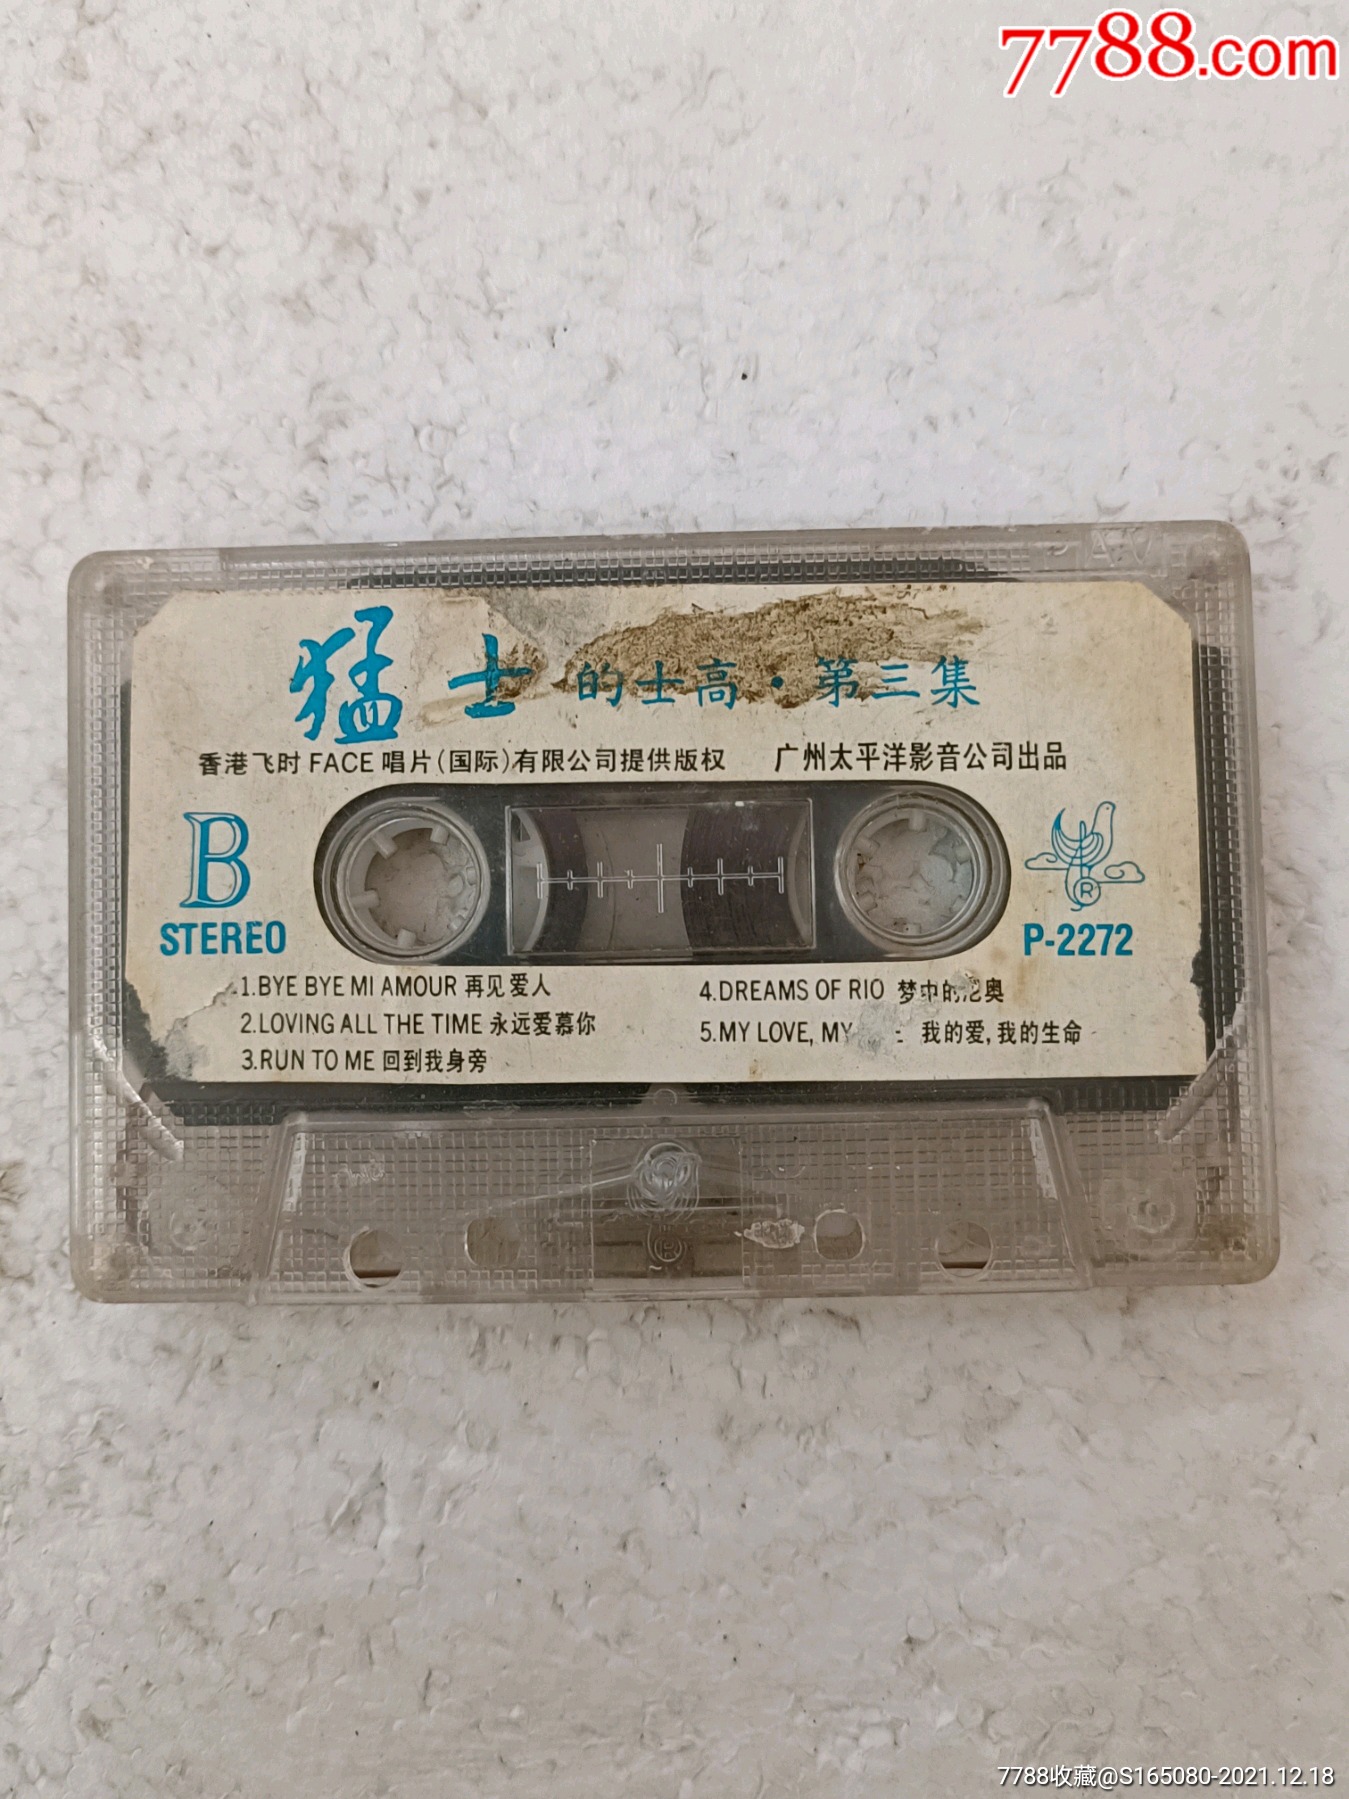 7788.com
猛士 的士高·第三集
香港飞时 FACE 唱片(国际)有限公司提供版权 广州太平洋影音公司出品
B
STEREO
R
P-2272
1.BYE BYE MI AMOUR 再见爱人
2.LOVING ALL THE TIME 永远爱慕你
3.RUN TO ME 回到我身旁
4.DREAMS OF RIO 梦中的 奥
5.MY LOVE, MY 我的爱,我的生命
R
7788收藏@S165080-2021.12.18